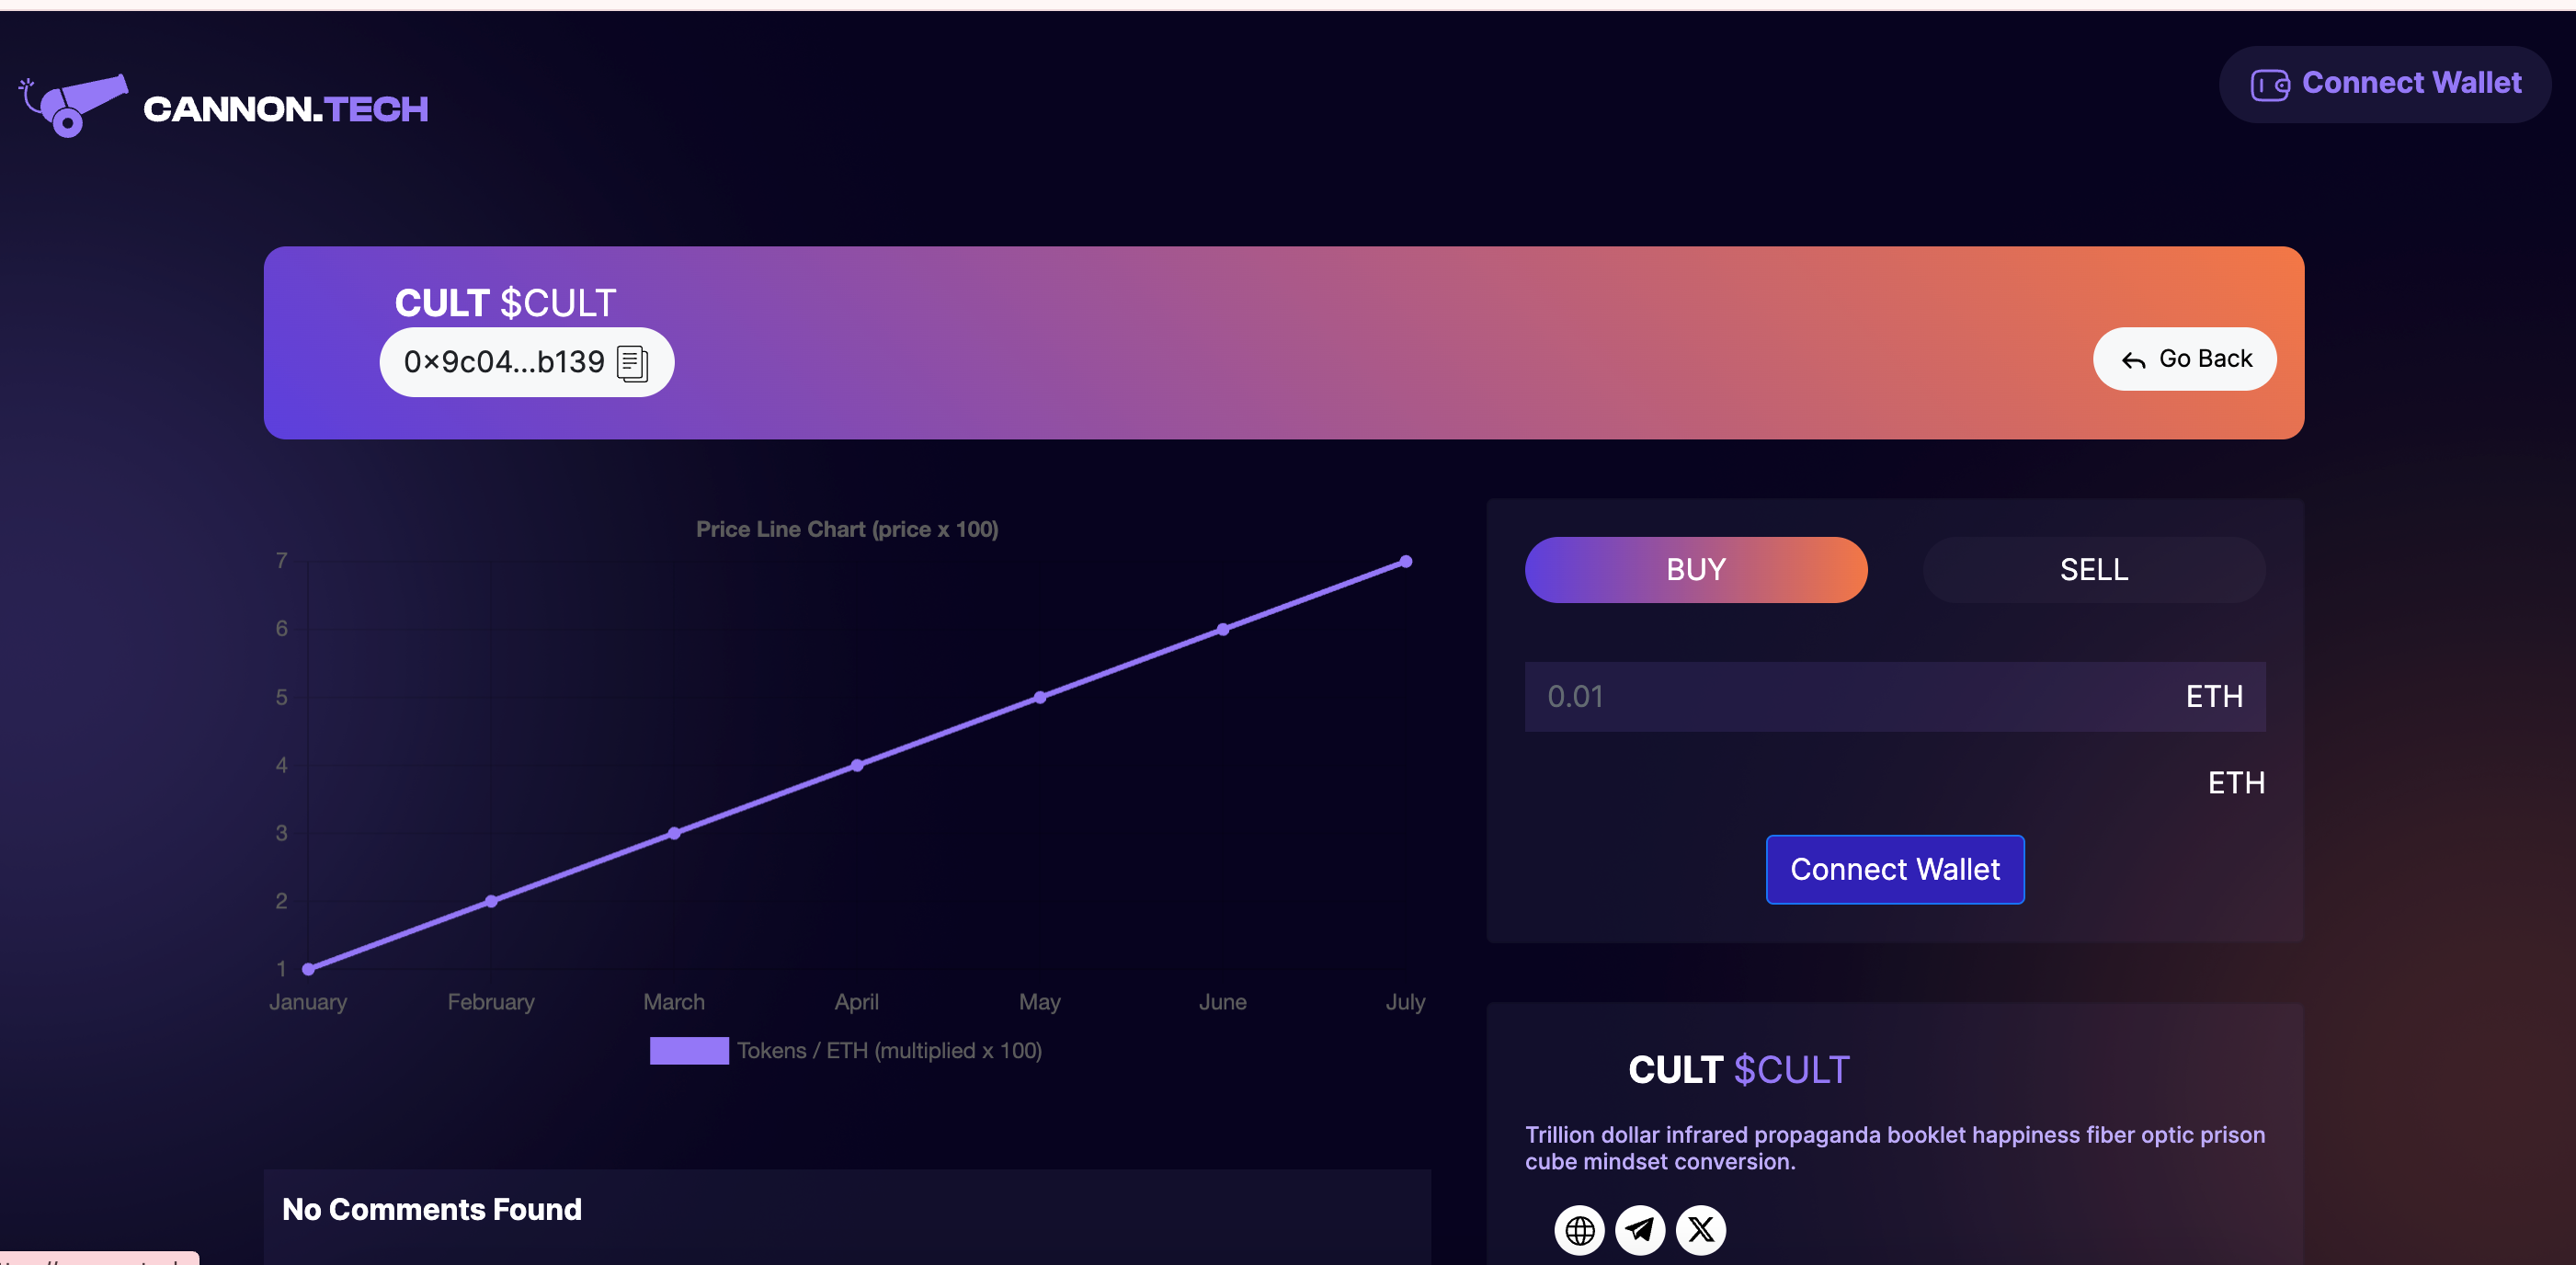 CANNON.TECH
Connect Wallet
CULT $CULT
0×9c04...b139
Go Back
Price Line Chart (price x 100)
7
6
5
4
3
2
1
January February March April May June July
Tokens / ETH (multiplied x 100)
No Comments Found
BUY SELL
0.01 ETH
ETH
Connect Wallet
CULT $CULT
Trillion dollar infrared propaganda booklet happiness fiber optic prison
cube mindset conversion.